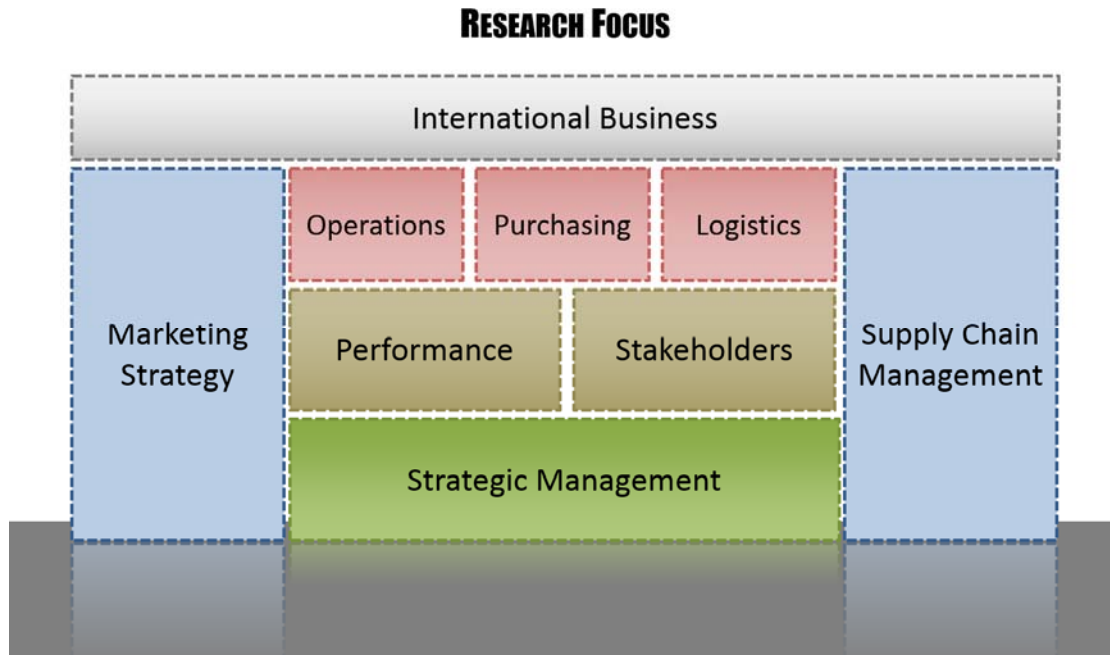 RESEARCH FOCUS
International Business
Operations
Purchasing
Logistics
Marketing
Strategy
Performance
Stakeholders
Supply Chain
Management
Strategic Management